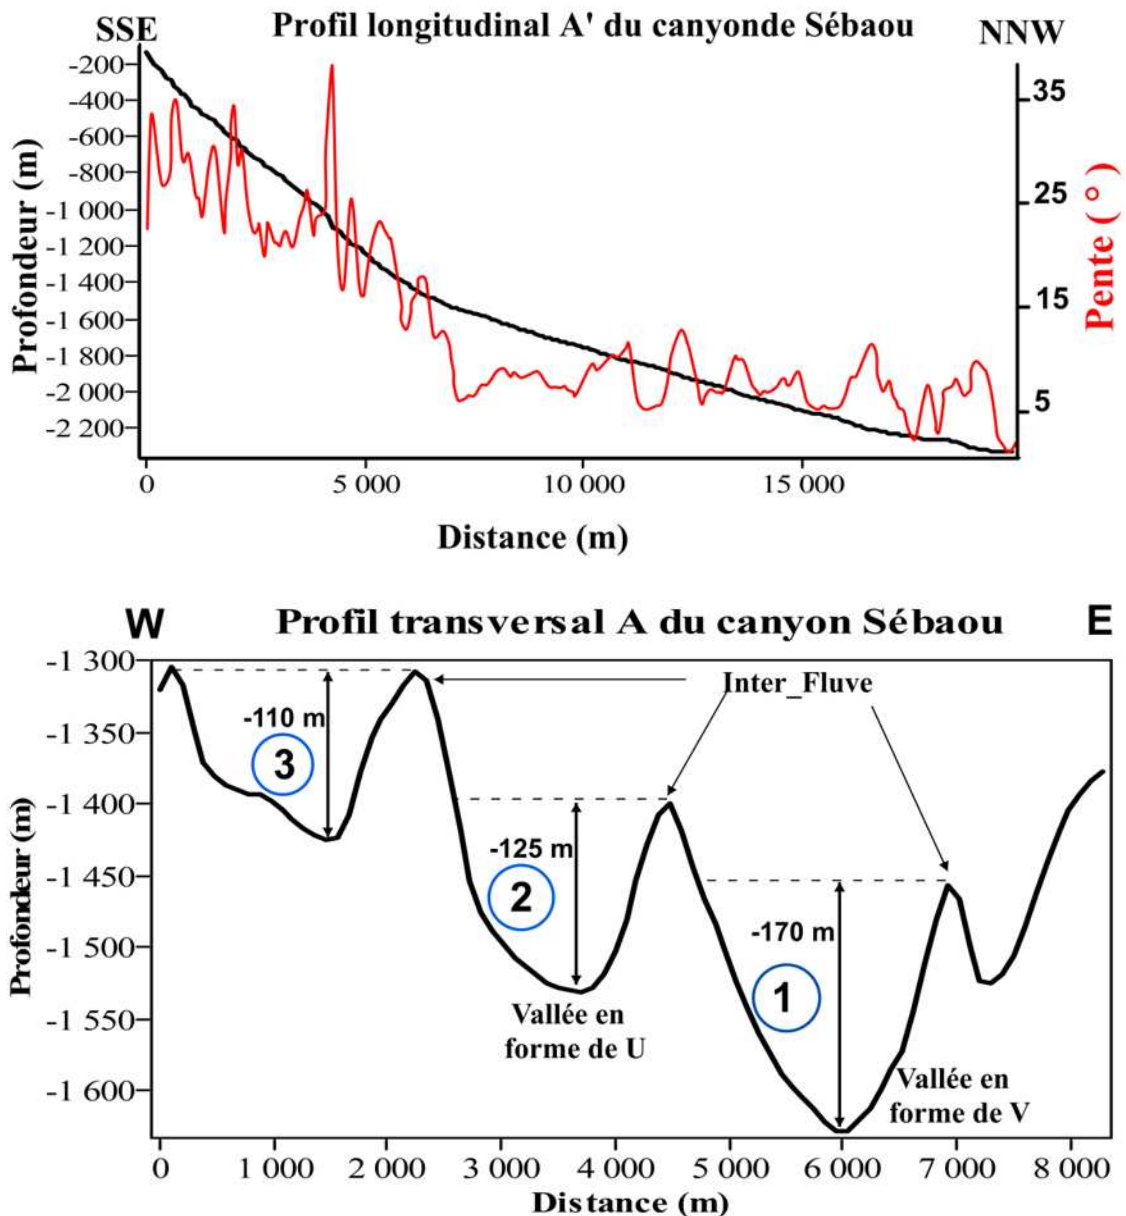 SSE
Profil longitudinal A' du canyonde Sébaou
NNW
-200
-400
-600
-800
-1 000
-1 200
-1 400
-1 600
-1 800
-2 000
-2 200
Profondeur (m)
35
25
15
5
Pente ( ° )
0
5 000
10 000
15 000
Distance (m)
W
Profil transversal A du canyon Sébaou
E
-1 300
-1 350
-1 400
-1 450
-1 500
-1 550
-1 600
Profondeur (m)
Inter_Fluve
-110 m
3
-125 m
2
-170 m
1
Vallée en
forme de U
Vallée en
forme de V
0
1 000
2 000
3 000
4 000
5 000
6 000
7 000
8 000
Distance (m)